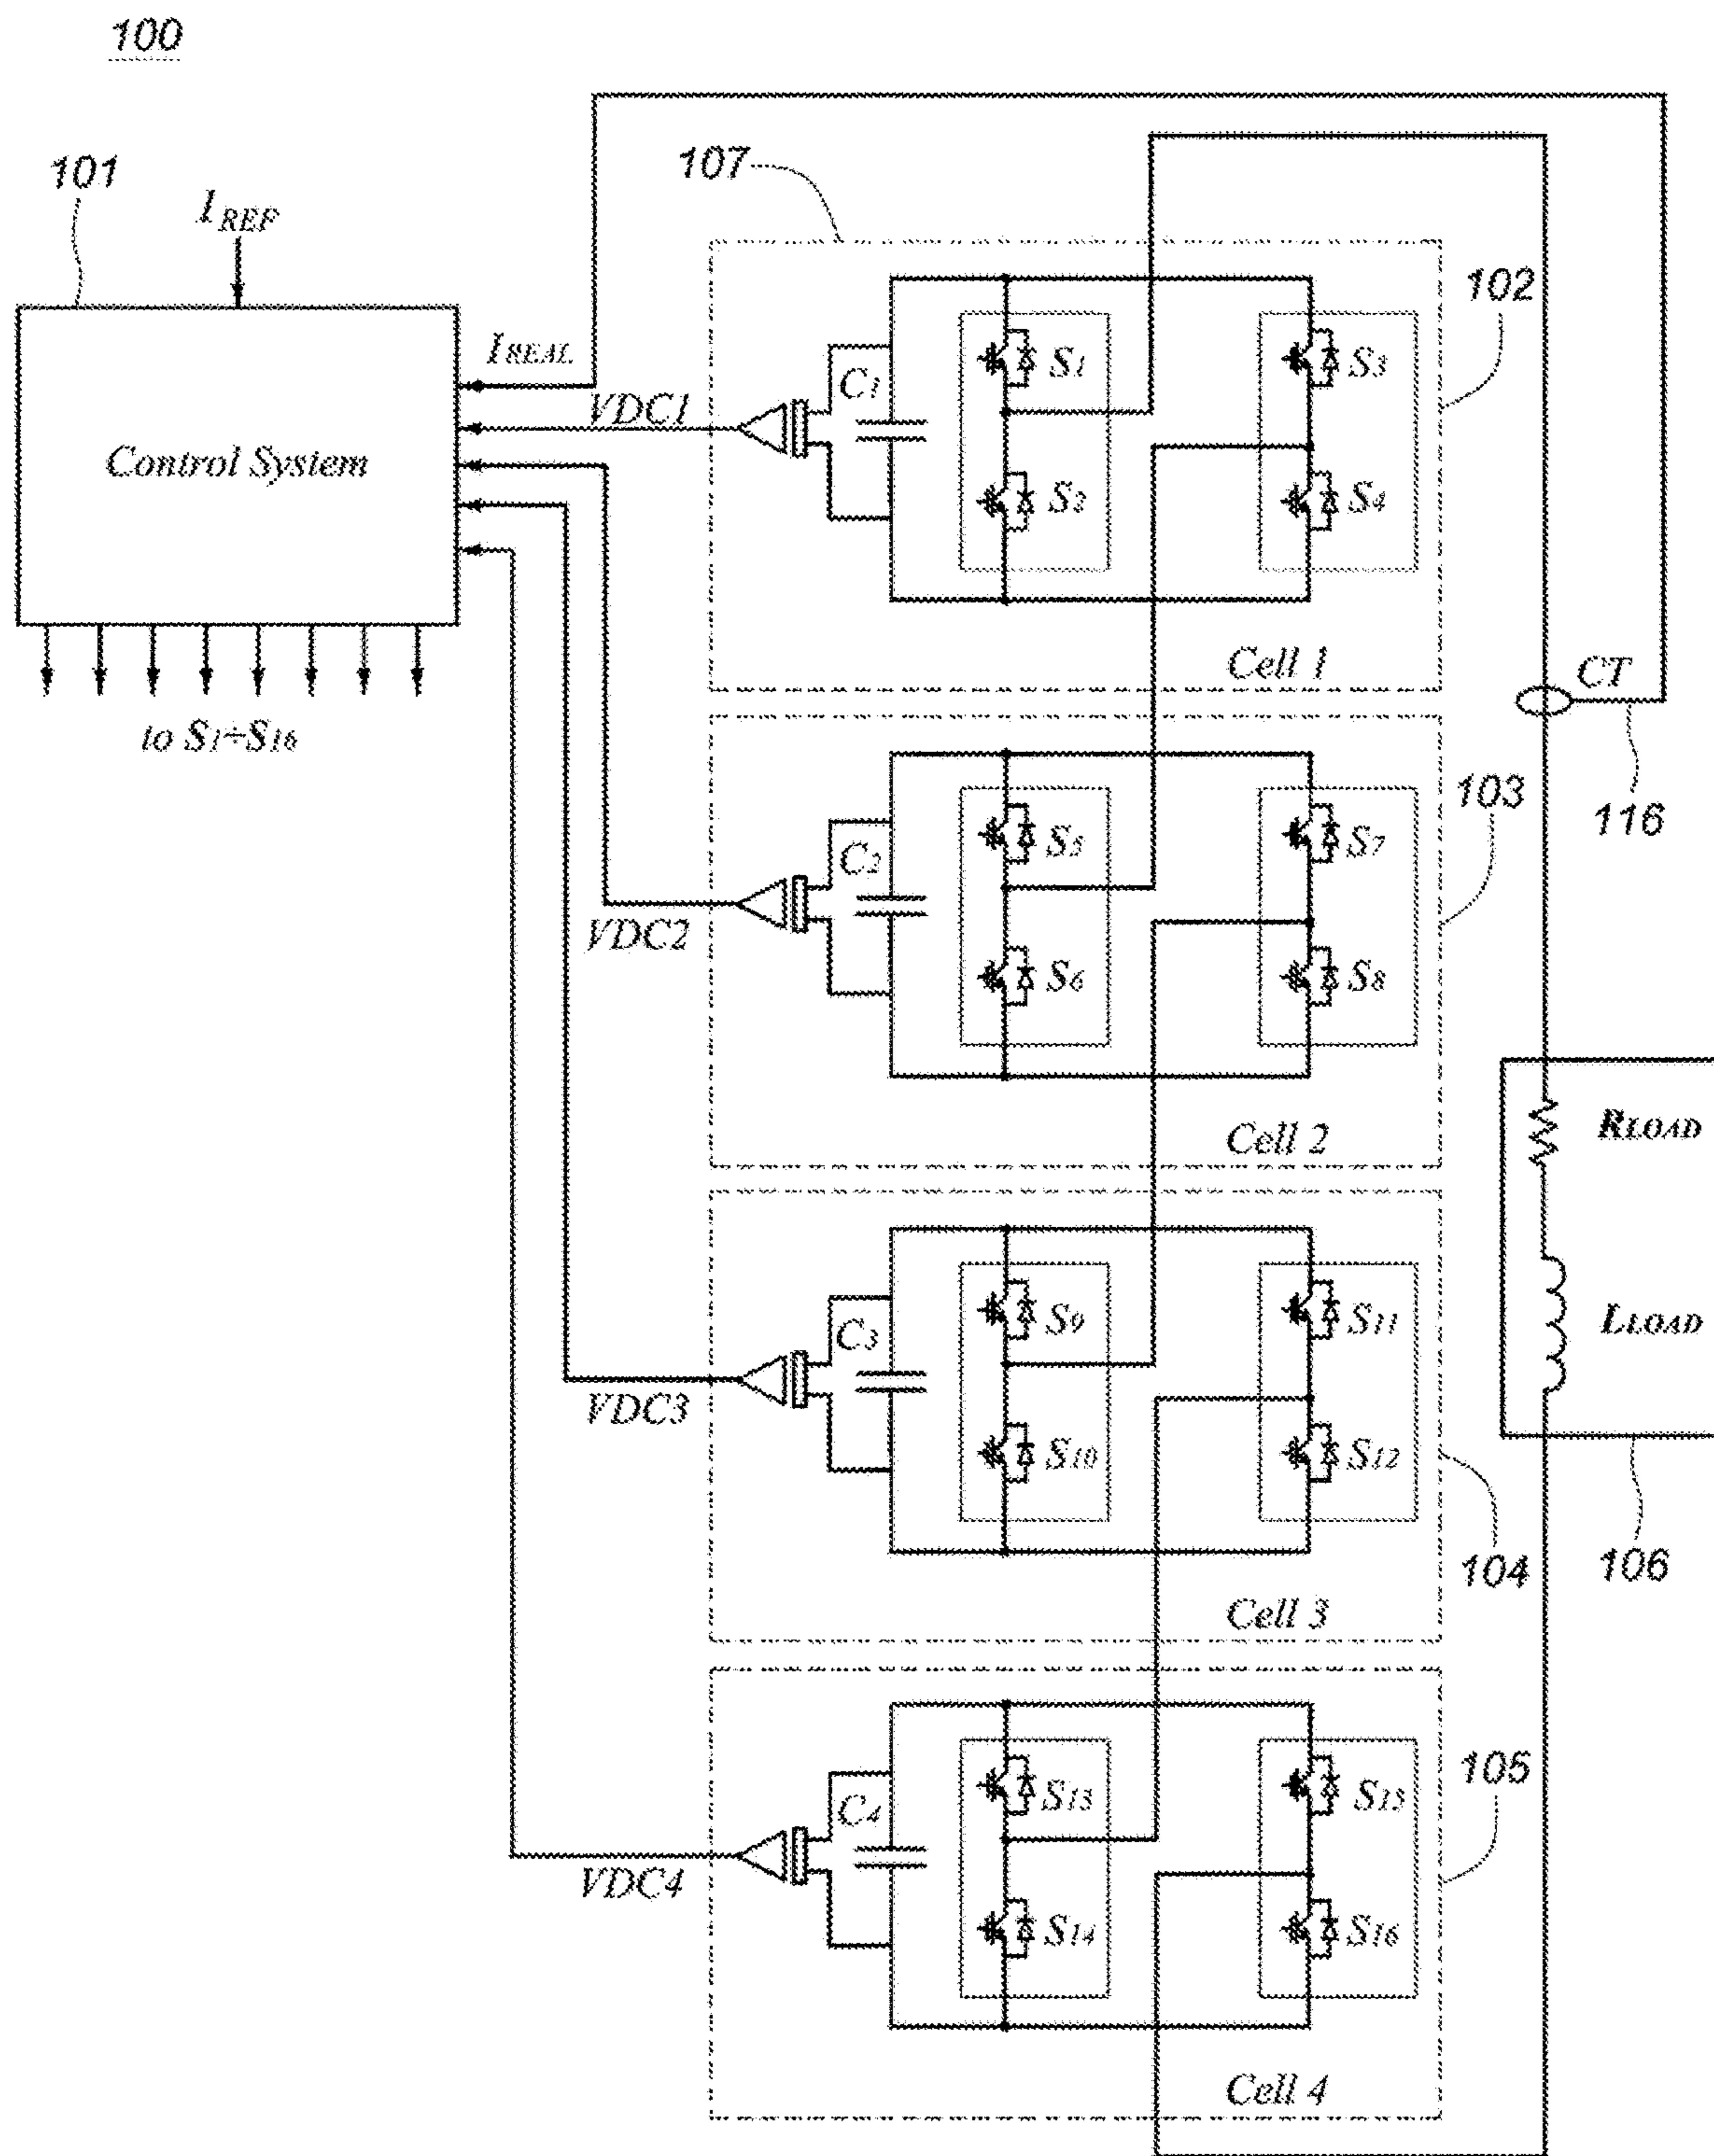 100
101
I REF
107
102
I REAL
VDC1
C1
S1
S3
Control System
S2
S4
Cell 1
CT
to S1÷S16
116
103
C2
S5
S7
VDC2
S6
S8
Cell 2
RLOAD
C3
S9
S11
LLOAD
VDC3
S10
S12
104
106
Cell 3
C4
S13
S15
105
VDC4
S14
S16
Cell 4